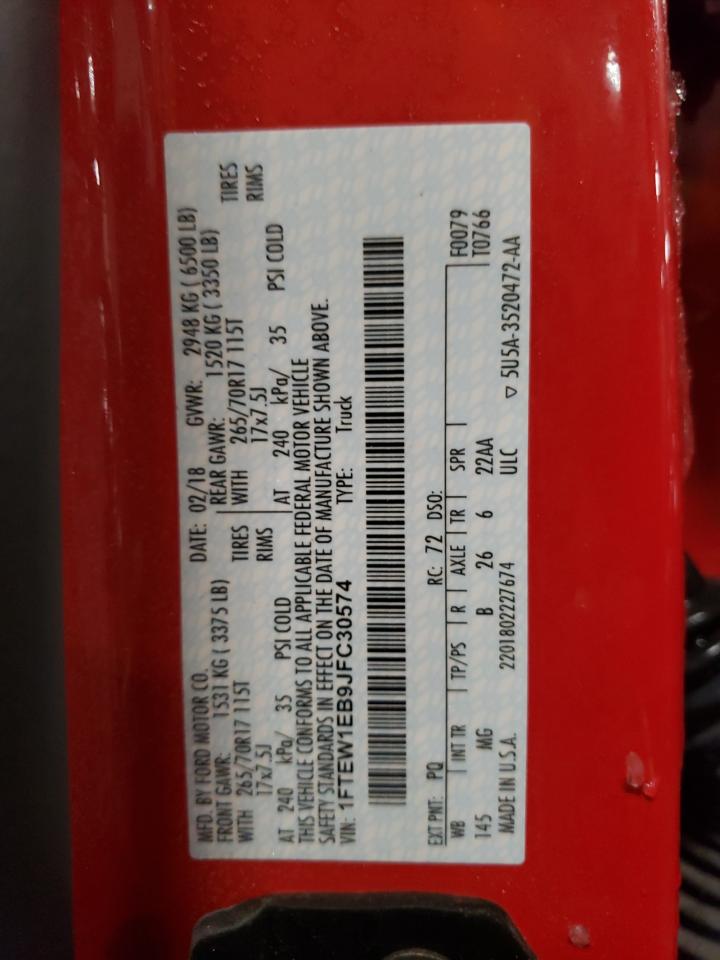 MFD. BY FORD MOTOR CO. DATE: 02/18 GVWR: 2948 KG ( 6500 LB)
FRONT GAWR: 1531 KG ( 3375 LB) REAR GAWR: 1520 KG ( 3350 LB)
WITH 265/70R17 115T TIRES WITH 265/70R17 115T TIRES
17x7.5J RIMS 17x7.5J RIMS
AT 240 kPa/ 35 PSI COLD AT 240 kPa/ 35 PSI COLD
THIS VEHICLE CONFORMS TO ALL APPLICABLE FEDERAL MOTOR VEHICLE
SAFETY STANDARDS IN EFFECT ON THE DATE OF MANUFACTURE SHOWN ABOVE.
VIN: 1FTEW1EB9JFC30574 TYPE: Truck
EXT PNT: PQ RC: 72 DSO: F0079
WB INT TR TP/PS R AXLE TR SPR T0766
145 MG B 26 6 22AA
MADE IN U.S.A. 2201802227674 ULC ▽ 5U5A-3520472-AA